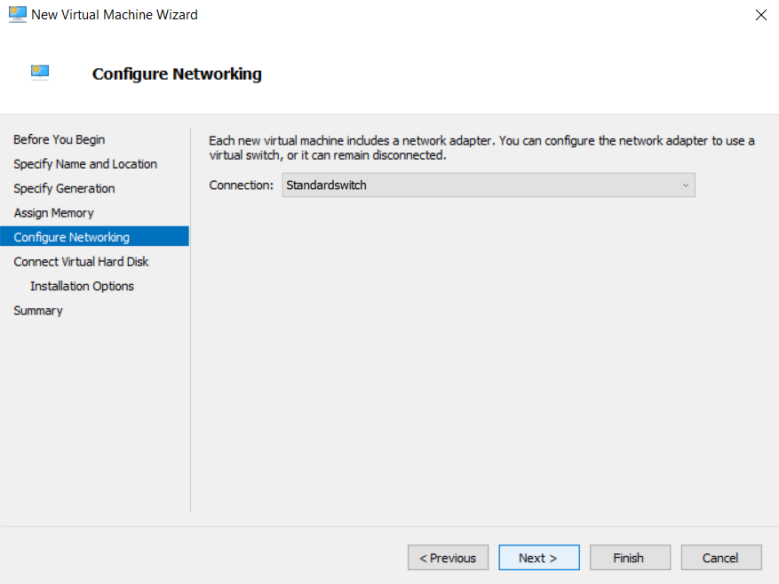 New Virtual Machine Wizard
Configure Networking
Before You Begin
Specify Name and Location
Specify Generation
Assign Memory
Configure Networking
Connect Virtual Hard Disk
Installation Options
Summary
Each new virtual machine includes a network adapter. You can configure the network adapter to use a
virtual switch, or it can remain disconnected.
Connection: Standardswitch
< Previous Next > Finish Cancel